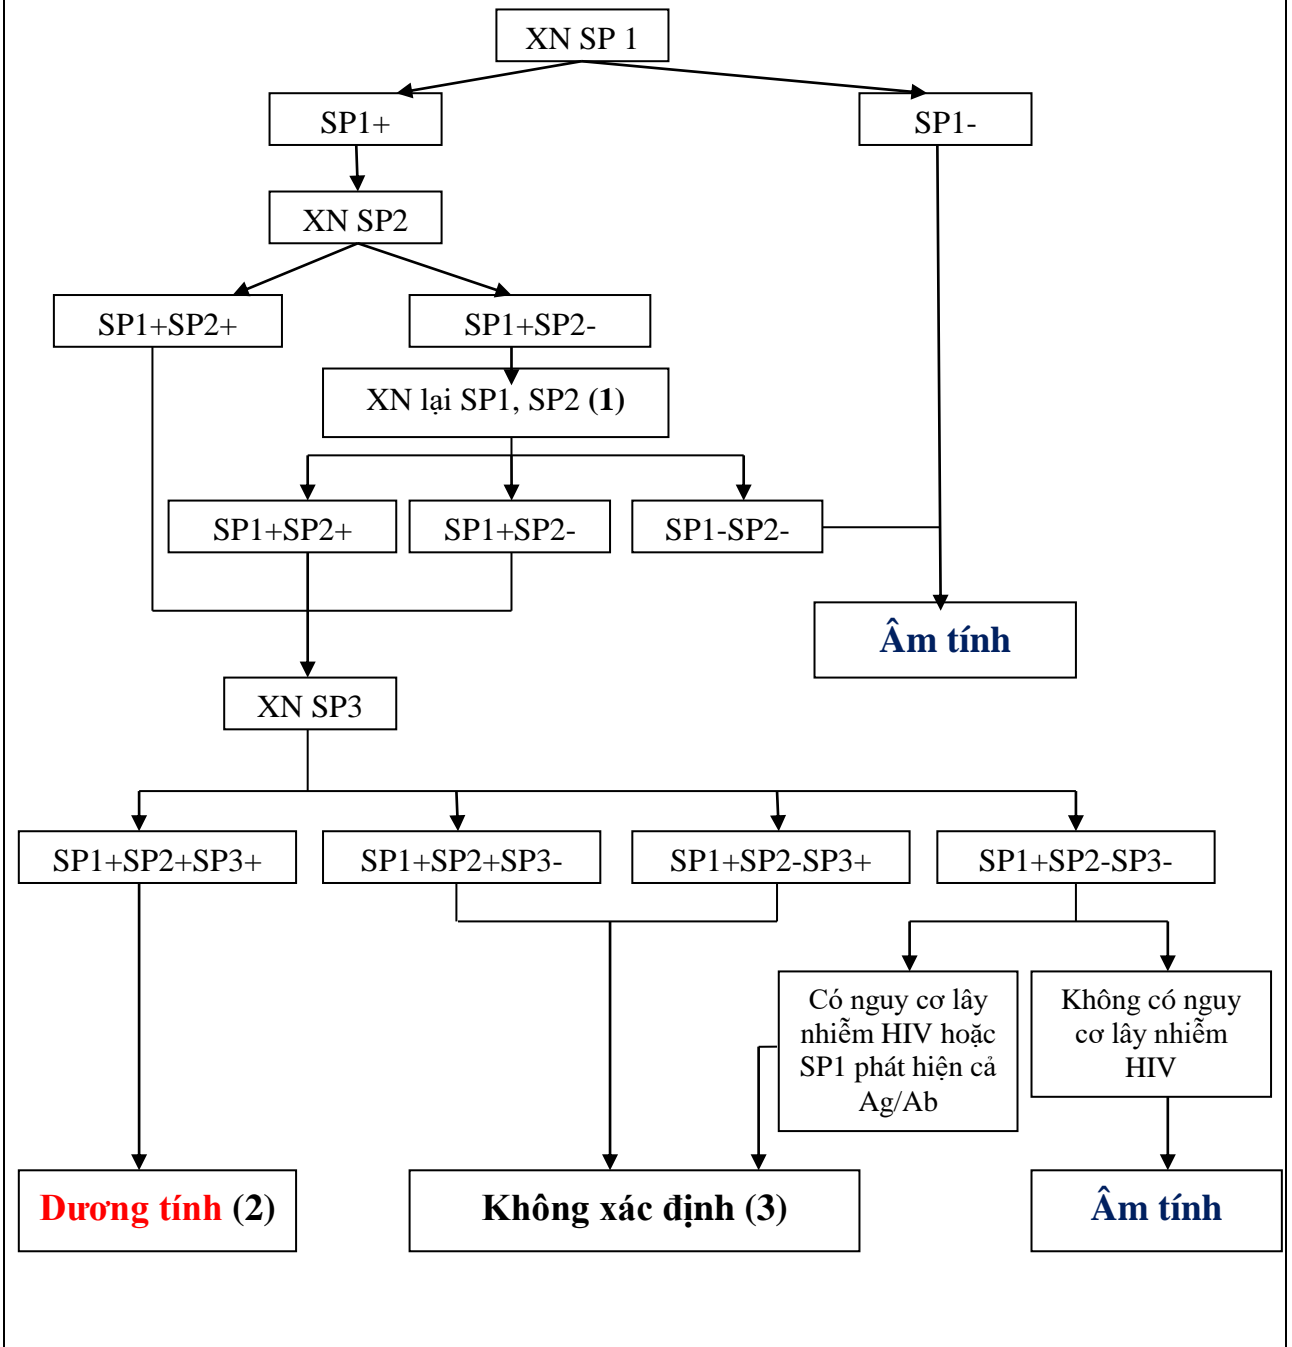 XN SP 1
SP1+
SP1-
XN SP2
SP1+SP2+
SP1+SP2-
XN lại SP1, SP2 (1)
SP1+SP2+
SP1+SP2-
SP1-SP2-
Âm tính
XN SP3
SP1+SP2+SP3+
SP1+SP2+SP3-
SP1+SP2-SP3+
SP1+SP2-SP3-
Có nguy cơ lây
nhiễm HIV hoặc
SP1 phát hiện cả
Ag/Ab
Không có nguy
cơ lây nhiễm
HIV
Dương tính (2)
Không xác định (3)
Âm tính